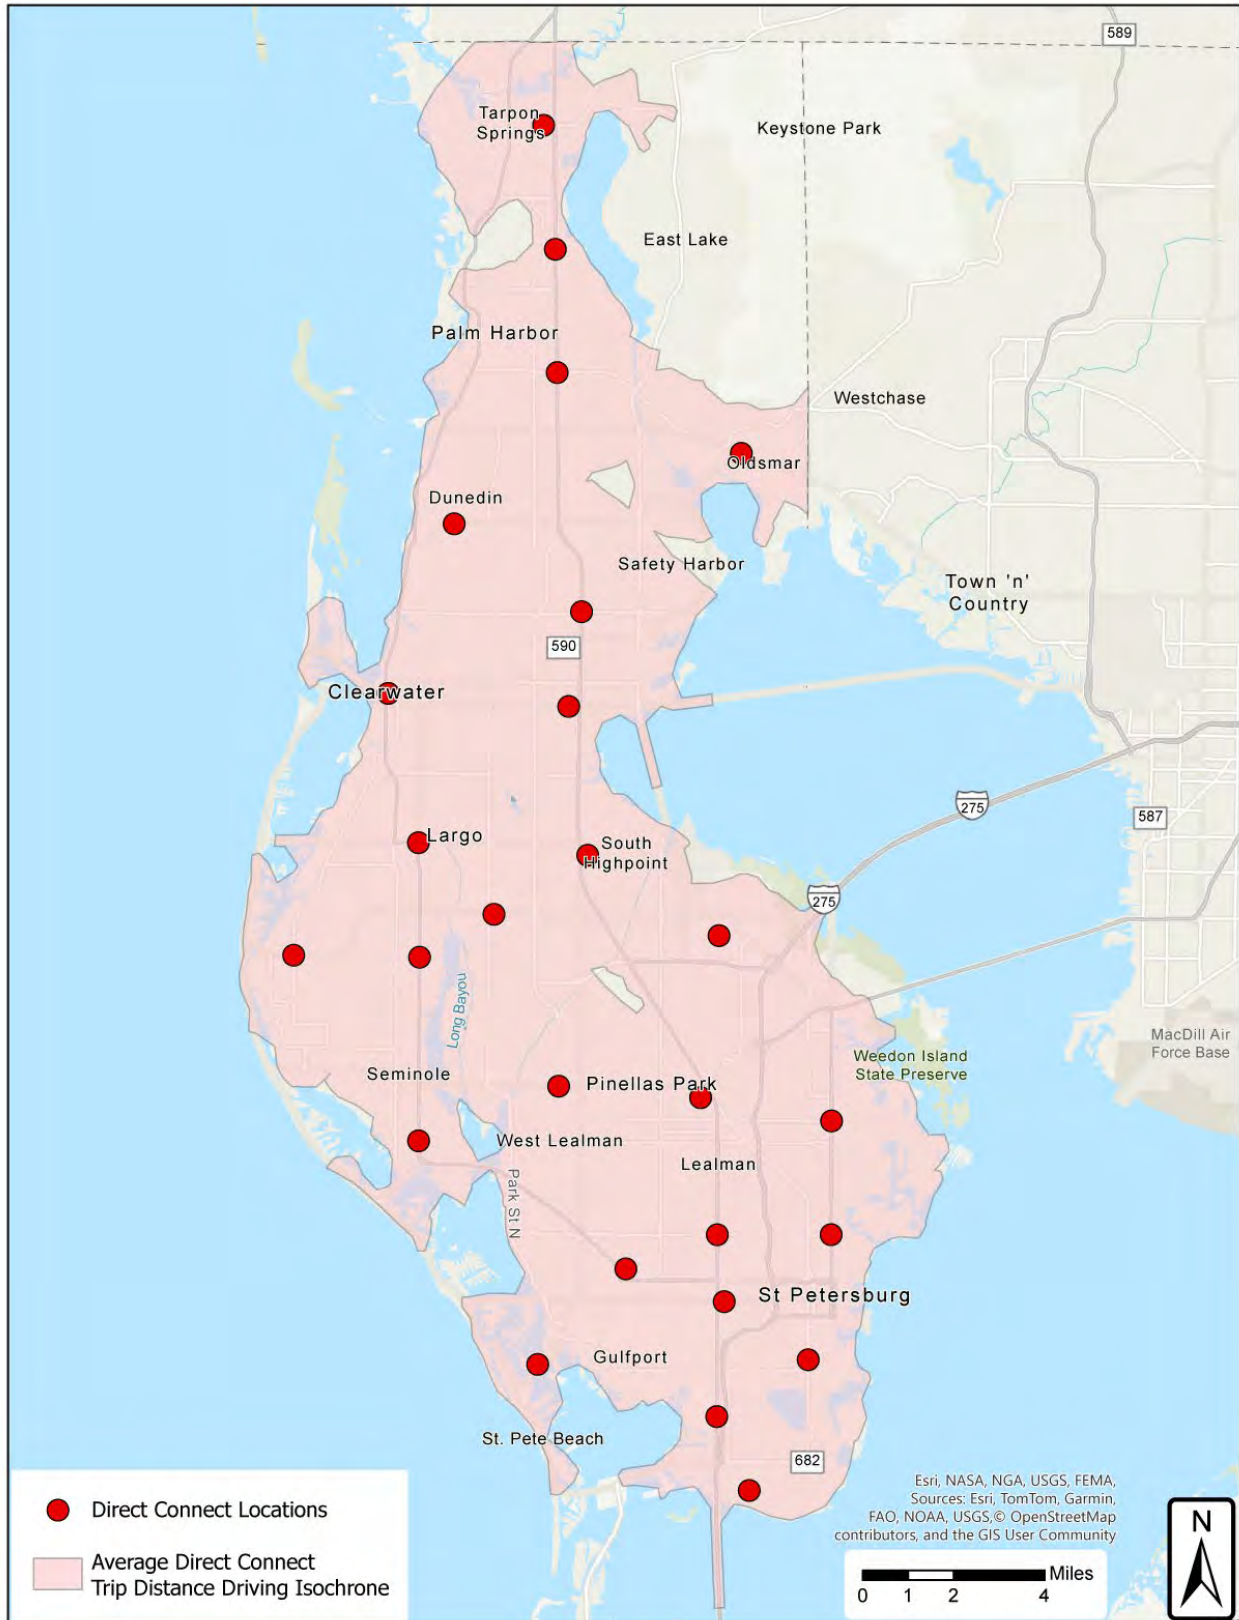 589
Tarpon
Springs
Keystone Park
East Lake
Palm Harbor
Westchase
Oldsmar
Dunedin
Safety Harbor
Town 'n'
Country
590
Clearwater
275
587
Largo
South
Highpoint
275
Long Bayou
MacDill Air
Force Base
Weedon Island
State Preserve
Seminole
Pinellas Park
West Lealman
Lealman
Park St N
St Petersburg
Gulfport
St. Pete Beach
682
Direct Connect Locations
Average Direct Connect
Trip Distance Driving Isochrone
Esri, NASA, NGA, USGS, FEMA,
Sources: Esri, TomTom, Garmin,
FAO, NOAA, USGS,© OpenStreetMap
contributors, and the GIS User Community
Miles
0 1 2 4
N